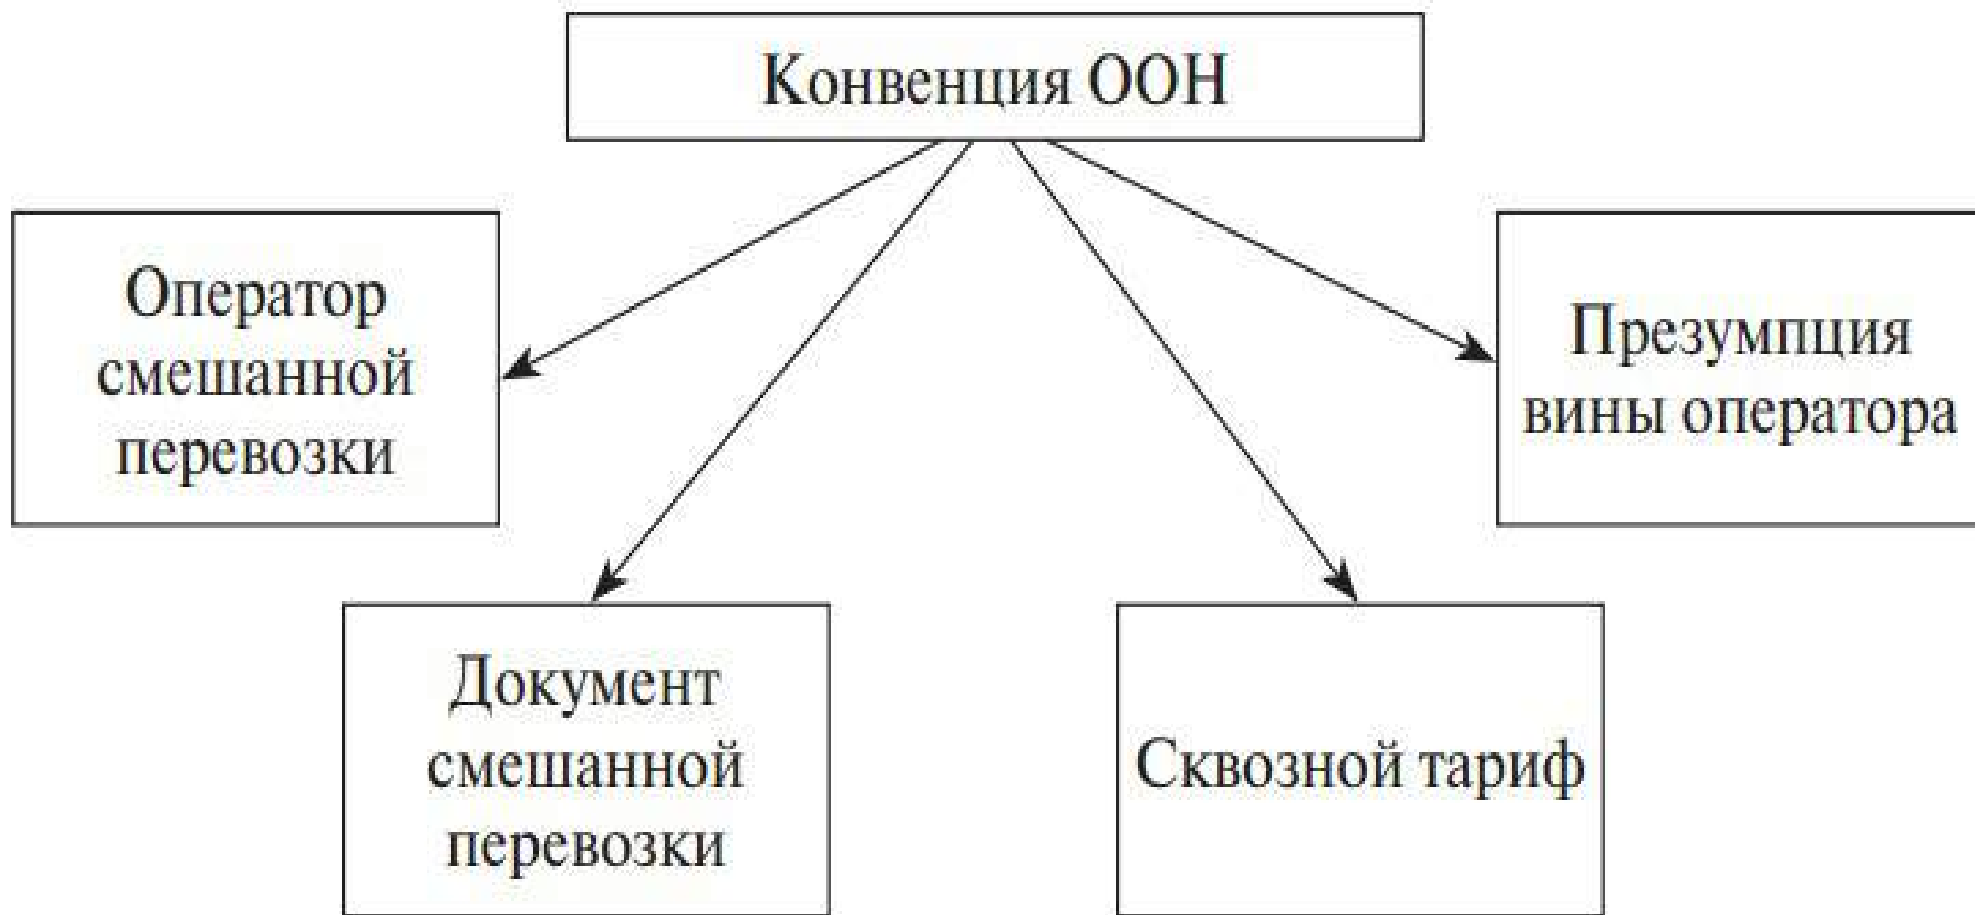 Конвенция ООН
Оператор
смешанной
перевозки
Презумпция
вины оператора
Документ
смешанной
перевозки
Сквозной тариф